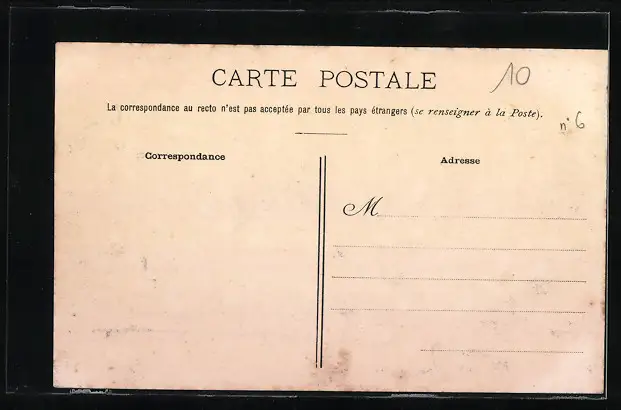 CARTE POSTALE
10
La correspondance au recto n'est pas acceptée par tous les pays étrangers (se renseigner à la Poste).
n° 6
Correspondance
Adresse
M